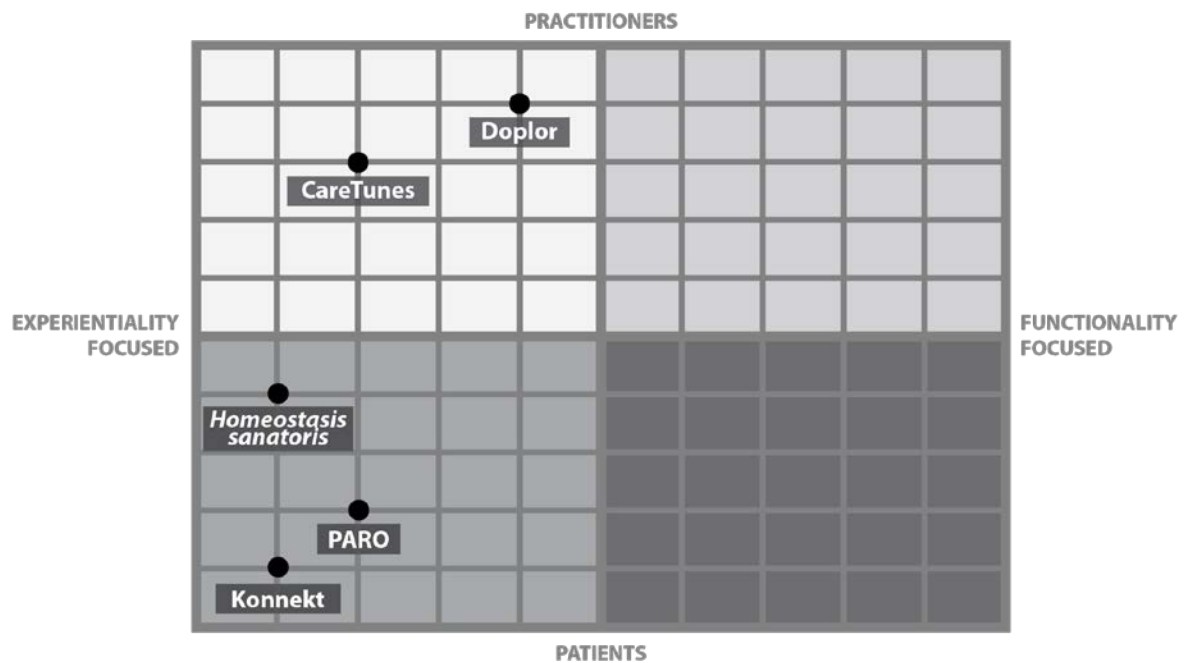 PRACTITIONERS
Doplor
CareTunes
EXPERIENTIALITY
FOCUSED
FUNCTIONALITY
FOCUSED
Homeostasis
sanatoris
PARO
Konnekt
PATIENTS